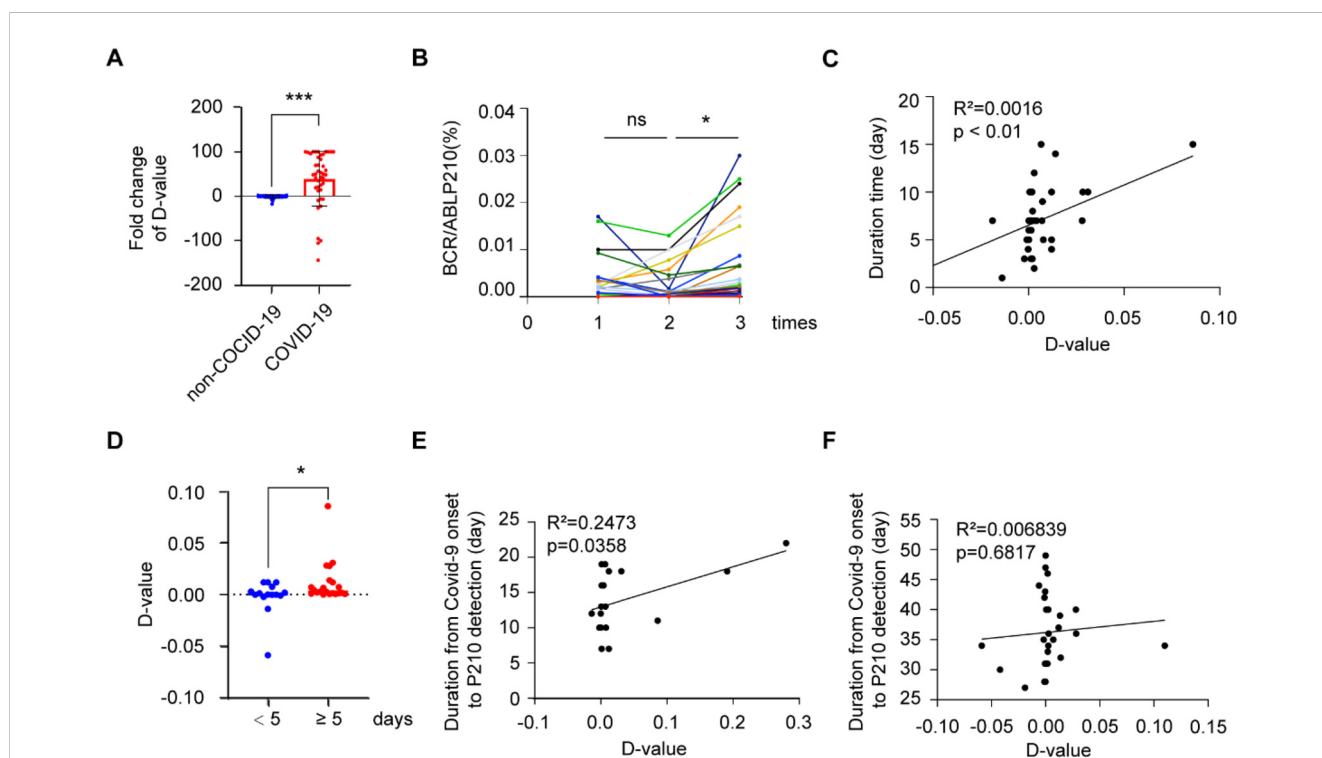 A
Fold change
of D-value
200
100
0
-100
-200
***
non-COCID-19
COVID-19
B
BCR/ABLP210(%)
0.04
0.03
0.02
0.01
0.00
ns
*
0 1 2 3 times
C
Duration time (day)
20
15
10
5
0
R²=0.0016
p < 0.01
-0.05 0.00 0.05 0.10
D-value
D
D-value
0.10
0.05
0.00
-0.05
-0.10
*
< 5 ≥ 5 days
E
Duration from Covid-9 onset
to P210 detection (day)
25
20
15
10
5
0
R²=0.2473
p=0.0358
-0.1 0.0 0.1 0.2 0.3
D-value
F
Duration from Covid-9 onset
to P210 detection (day)
55
50
45
40
35
30
25
R²=0.006839
p=0.6817
-0.10 -0.05 0.00 0.05 0.10 0.15
D-value